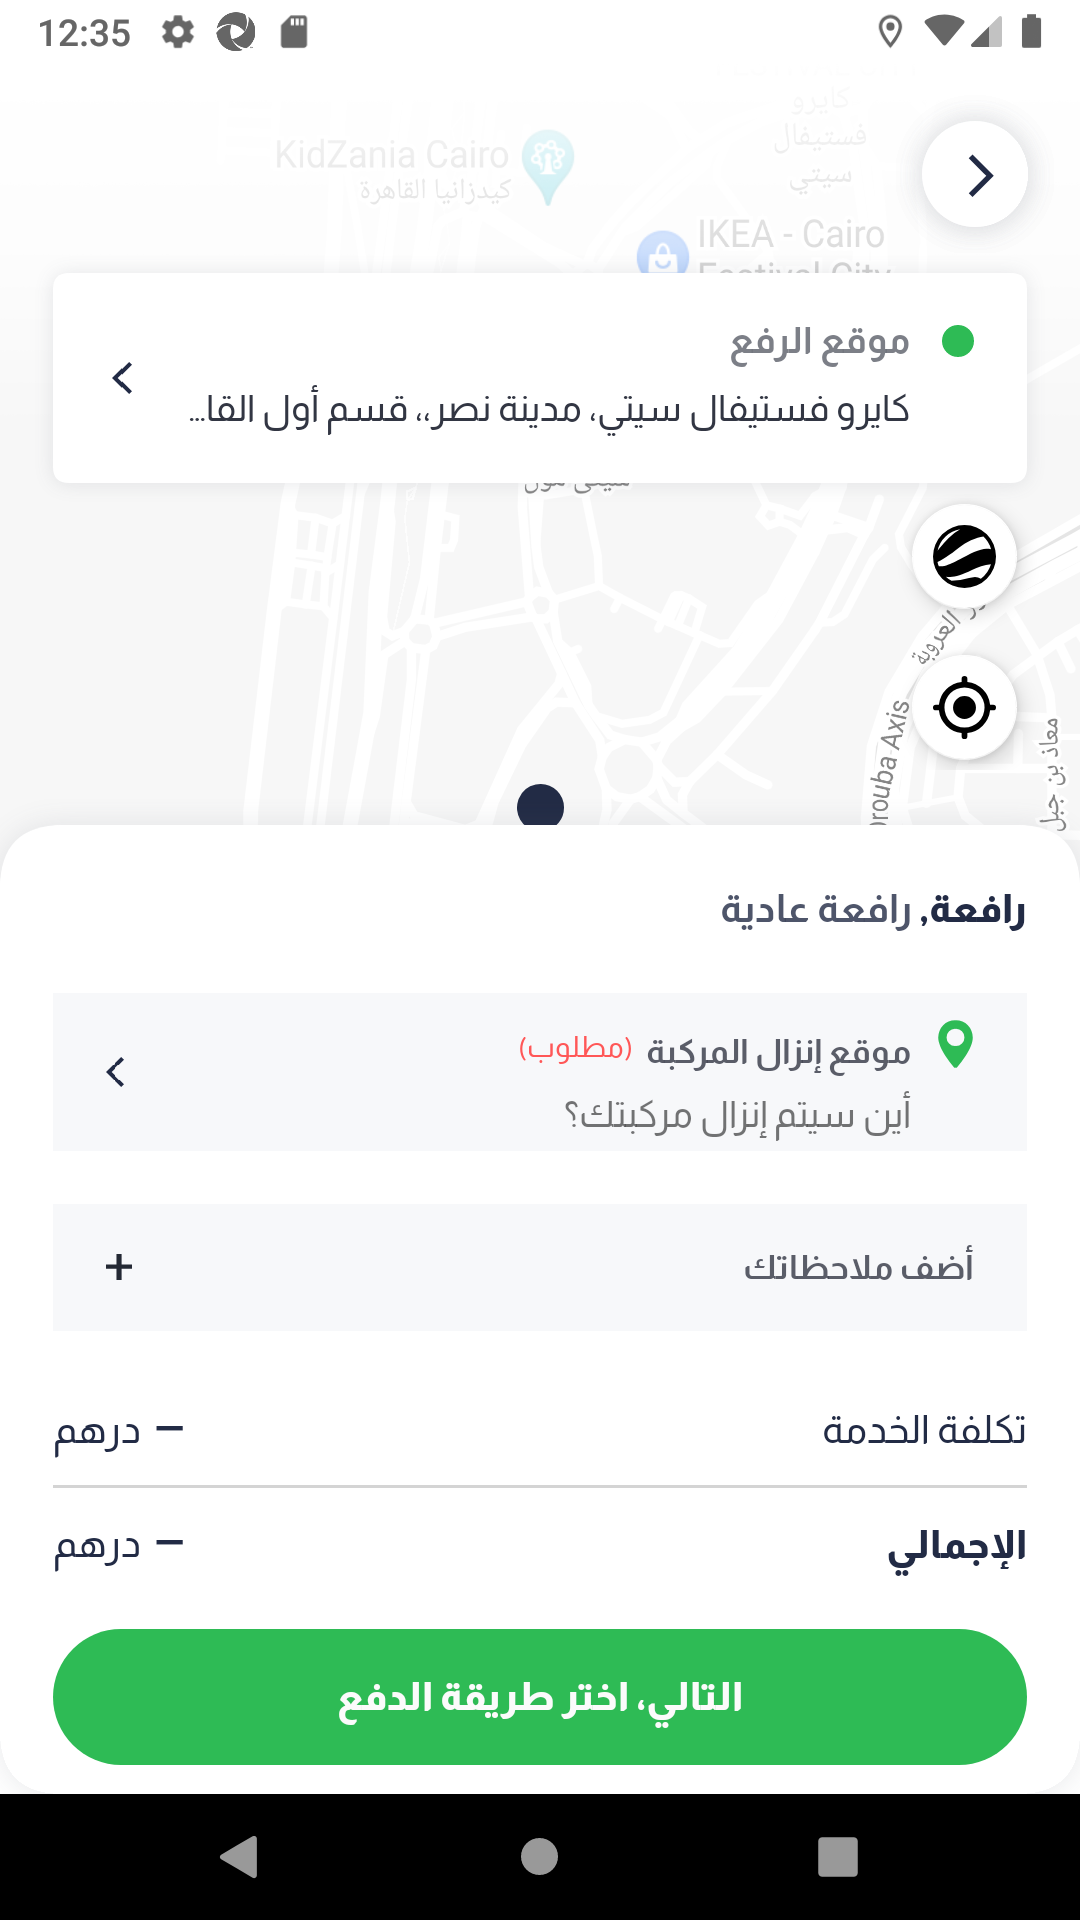 12:35
كايرو
فستيفال
سيتي
KidZania Cairo
كيدزانيا القاهرة
IKEA - Cairo
Festival City
موقع الرفع
كايرو فستيفال سيتي، مدينة نصر،، قسم أول القا...
سيتي مول
العروبة
orouba Axis
معاذ بن جبل
رافعة, رافعة عادية
موقع إنزال المركبة (مطلوب)
أين سيتم إنزال مركبتك؟
أضف ملاحظاتك
تكلفة الخدمة
— درهم
الإجمالي
— درهم
التالي، اختر طريقة الدفع